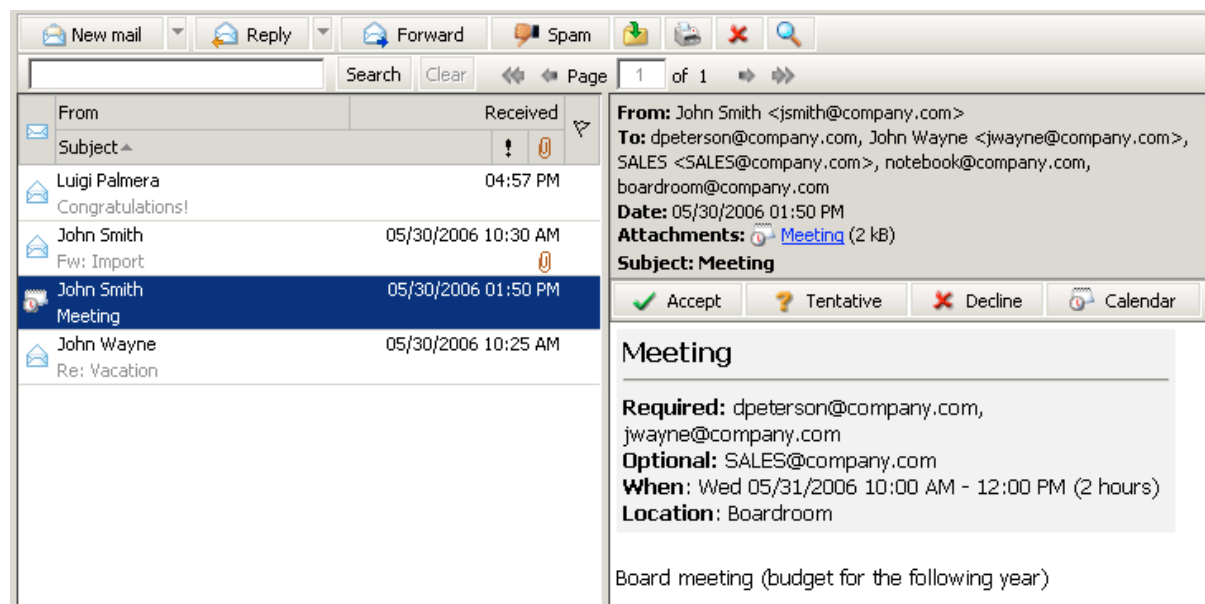 New mail Reply Forward Spam
Search Clear Page 1 of 1
From Received
Subject !
Luigi Palmera 04:57 PM
Congratulations!
John Smith 05/30/2006 10:30 AM
Fw: Import
John Smith 05/30/2006 01:50 PM
Meeting
John Wayne 05/30/2006 10:25 AM
Re: Vacation
From: John Smith <jsmith@company.com>
To: dpeterson@company.com, John Wayne <jwayne@company.com>,
SALES <SALES@company.com>, notebook@company.com,
boardroom@company.com
Date: 05/30/2006 01:50 PM
Attachments: Meeting (2 kB)
Subject: Meeting
Accept ? Tentative Decline Calendar
Meeting
Required: dpeterson@company.com,
jwayne@company.com
Optional: SALES@company.com
When: Wed 05/31/2006 10:00 AM - 12:00 PM (2 hours)
Location: Boardroom
Board meeting (budget for the following year)